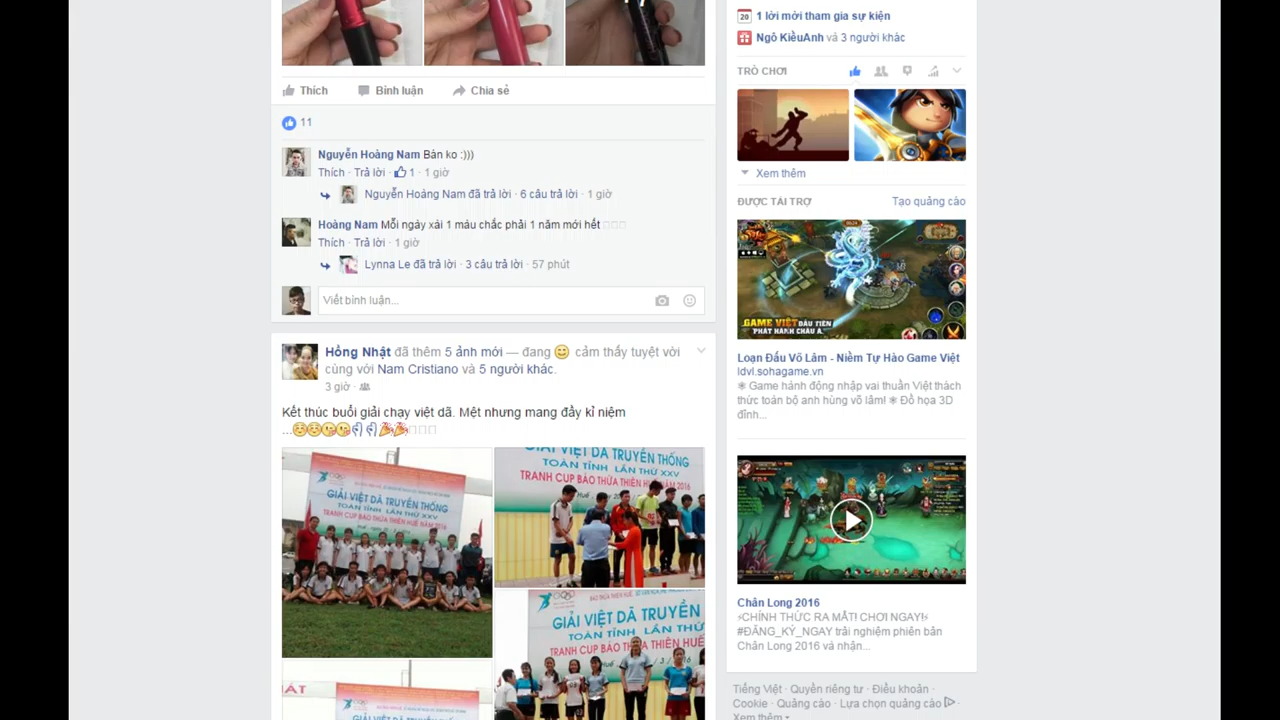 Thích Bình luận Chia sẻ
11
Nguyễn Hoàng Nam Bán ko :)))
Thích · Trả lời · 1 · 1 giờ
Nguyễn Hoàng Nam đã trả lời · 6 câu trả lời · 1 giờ
Hoàng Nam Mỗi ngày xài 1 màu chắc phải 1 năm mới hết
Thích · Trả lời · 1 giờ
Lynna Le đã trả lời · 3 câu trả lời · 57 phút
Viết bình luận...
Hồng Nhật đã thêm 5 ảnh mới — đang 😊 cảm thấy tuyệt với
cùng với Nam Cristiano và 5 người khác.
3 giờ ·
Kết thúc buổi giải chạy việt dã. Mệt nhưng mang đầy kỉ niệm
...
GIẢI VIỆT DÃ TRUYỀN THỐNG
TOÀN TỈNH LẦN THỨ XXV
TRANH CUP BÁO THỪA THIÊN HUẾ NĂM 2016
GIẢI VIỆT DÃ TRUYỀN THỐNG
TOÀN TỈNH LẦN THỨ XXV
TRANH CUP BÁO THỪA THIÊN HUẾ NĂM 2016
GIẢI VIỆT DÃ TRUYỀN
TOÀN TỈNH LẦN THỨ
TRANH CUP BÁO THỪA THIÊN HUẾ
20 1 lời mời tham gia sự kiện
Ngô KiềuAnh và 3 người khác
TRÒ CHƠI
Xem thêm
ĐƯỢC TÀI TRỢ Tạo quảng cáo
GAME VIỆT ĐẦU TIÊN
PHÁT HÀNH CHÂU Á.
Loạn Đấu Võ Lâm - Niềm Tự Hào Game Việt
ldvl.sohagame.vn
✵ Game hành động nhập vai thuần Việt thách
thức toàn bộ anh hùng võ lâm! ✵ Đồ họa 3D
đỉnh...
Chân Long 2016
⚡CHÍNH THỨC RA MẮT! CHƠI NGAY!⚡
#ĐĂNG_KÝ_NGAY trải nghiệm phiên bản
Chân Long 2016 và nhận...
Tiếng Việt · Quyền riêng tư · Điều khoản ·
Cookie · Quảng cáo · Lựa chọn quảng cáo ·
Xem thêm